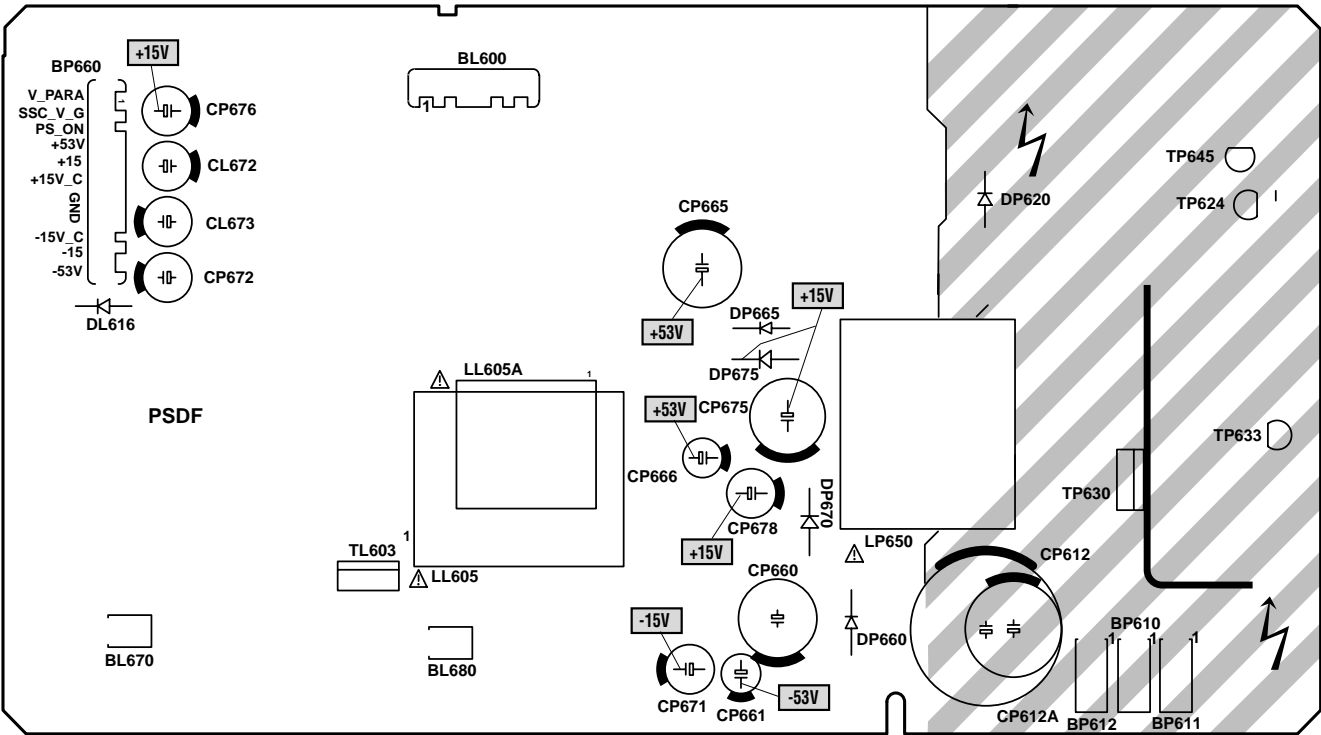 +15V
BP660
BL600
V_PARA
1
SSC_V_G
1
CP676
PS_ON
+53V
+15
CL672
+15V_C
GND
CL673
-15V_C
-15
-53V
CP672
DL616
TP645
DP620
TP624
CP665
+15V
+53V
DP665
DP675
LL605A
1
PSDF
+53V
CP675
TP633
CP666
DP670
TP630
CP678
1
TL603
+15V
LP650
CP612
LL605
CP660
-15V
DP660
BP610
1
1
1
BL670
BL680
-53V
CP671
CP661
CP612A
BP612
BP611